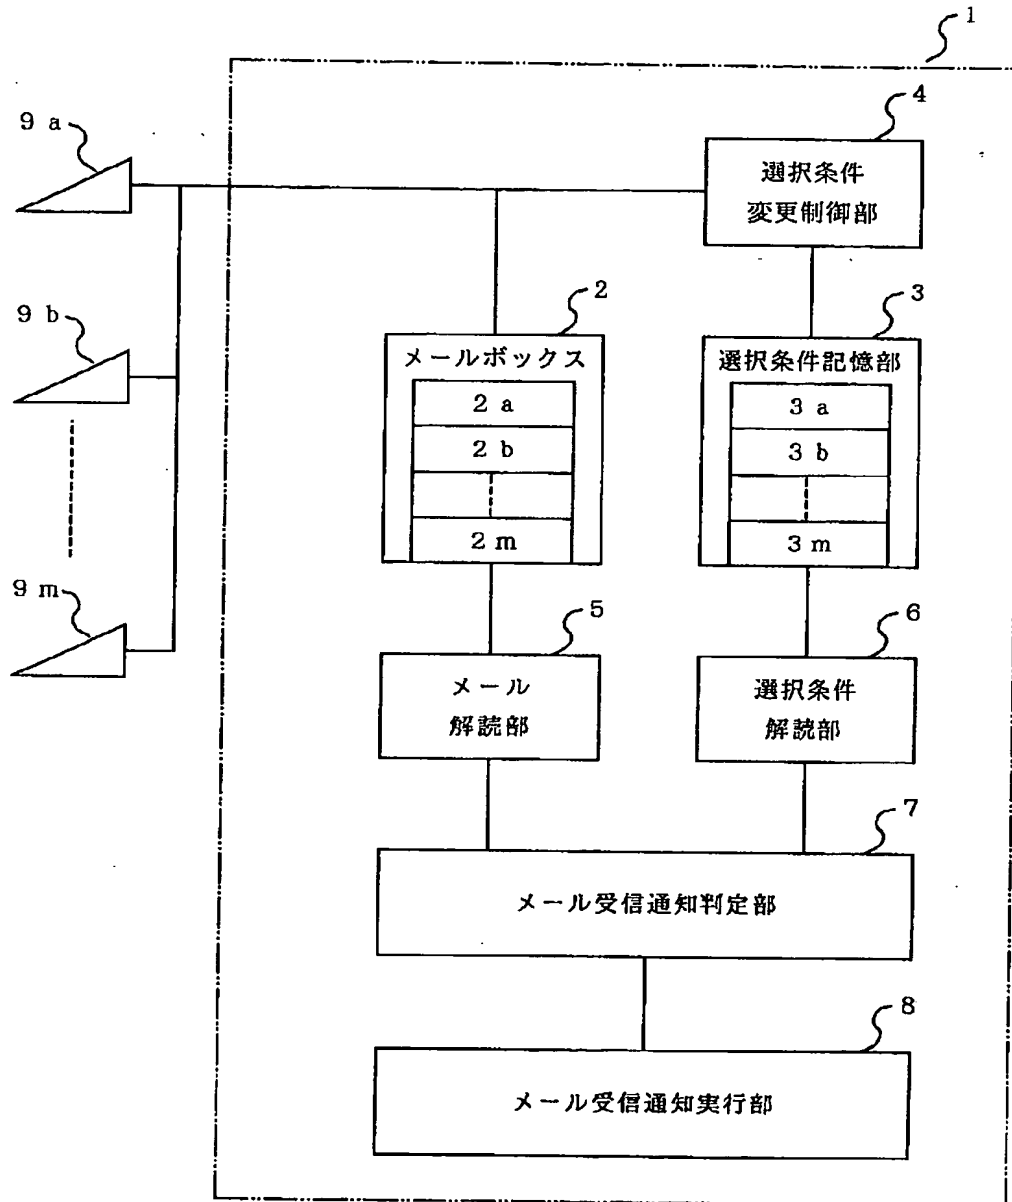 1
4
9 a
選択条件
変更制御部
9 b
2
3
メールボックス
選択条件記憶部
2 a
3 a
2 b
3 b
2 m
3 m
9 m
5
6
メール
解読部
選択条件
解読部
7
メール受信通知判定部
8
メール受信通知実行部